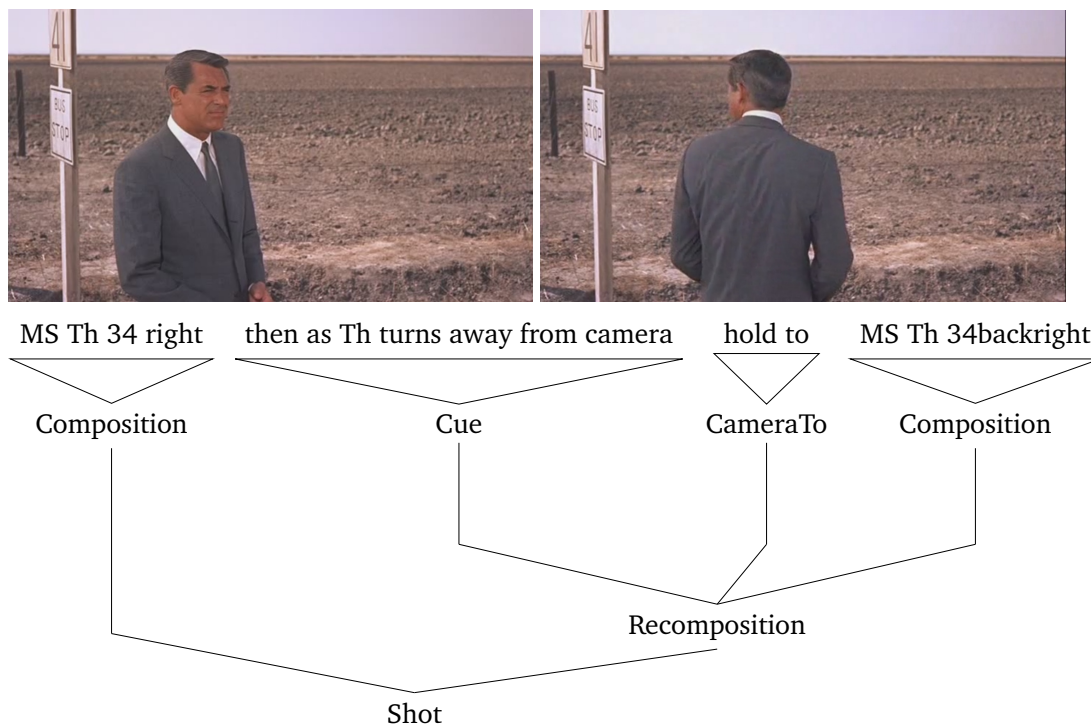 41
BUS
STOP
41
BUS
STOP
MS Th 34 right then as Th turns away from camera hold to MS Th 34backright
Composition Cue CameraTo Composition
Recomposition
Shot